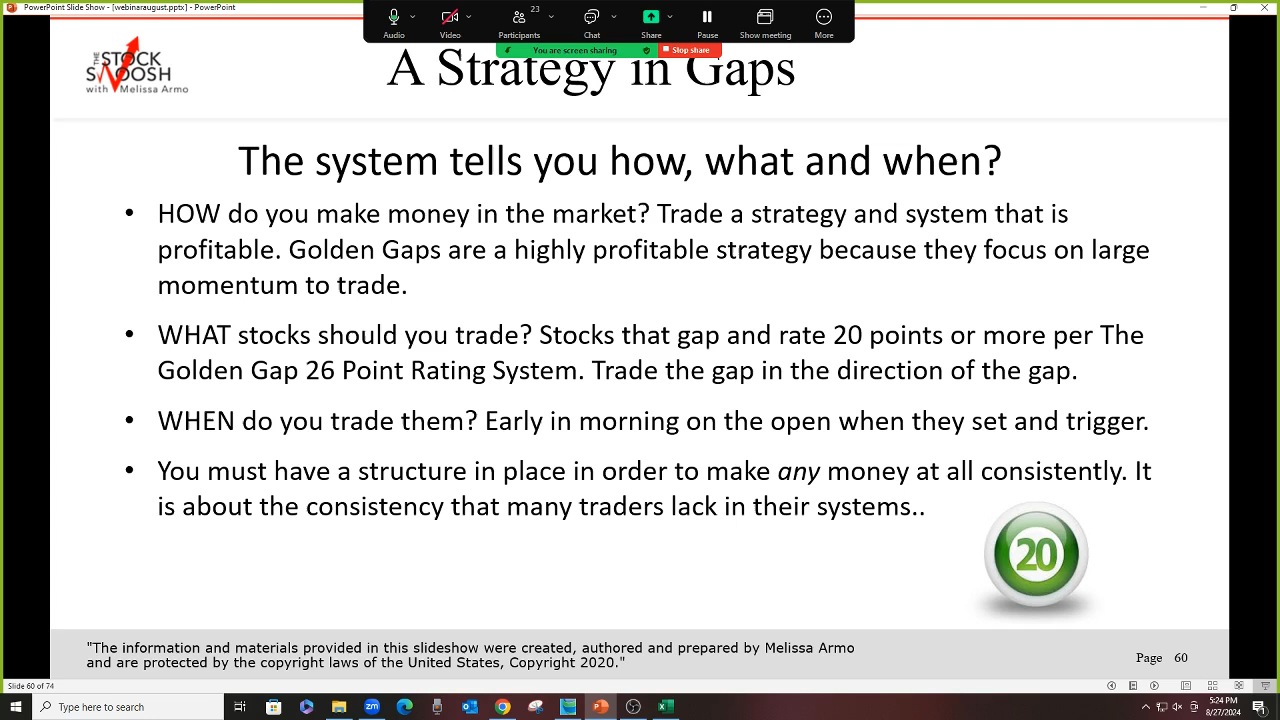 PowerPoint Slide Show - [webinaraugust.pptx] - PowerPoint
23
Audio Video Participants Chat Share Pause Show meeting More
You are screen sharing Stop share
THE STOCK
SWOOSH
with Melissa Armo
A Strategy in Gaps
The system tells you how, what and when?
• HOW do you make money in the market? Trade a strategy and system that is
profitable. Golden Gaps are a highly profitable strategy because they focus on large
momentum to trade.
• WHAT stocks should you trade? Stocks that gap and rate 20 points or more per The
Golden Gap 26 Point Rating System. Trade the gap in the direction of the gap.
• WHEN do you trade them? Early in morning on the open when they set and trigger.
• You must have a structure in place in order to make any money at all consistently. It
is about the consistency that many traders lack in their systems..
20
"The information and materials provided in this slideshow were created, authored and prepared by Melissa Armo
and are protected by the copyright laws of the United States, Copyright 2020."
Page 60
Slide 60 of 74
Type here to search
5:24 PM
8/27/2024